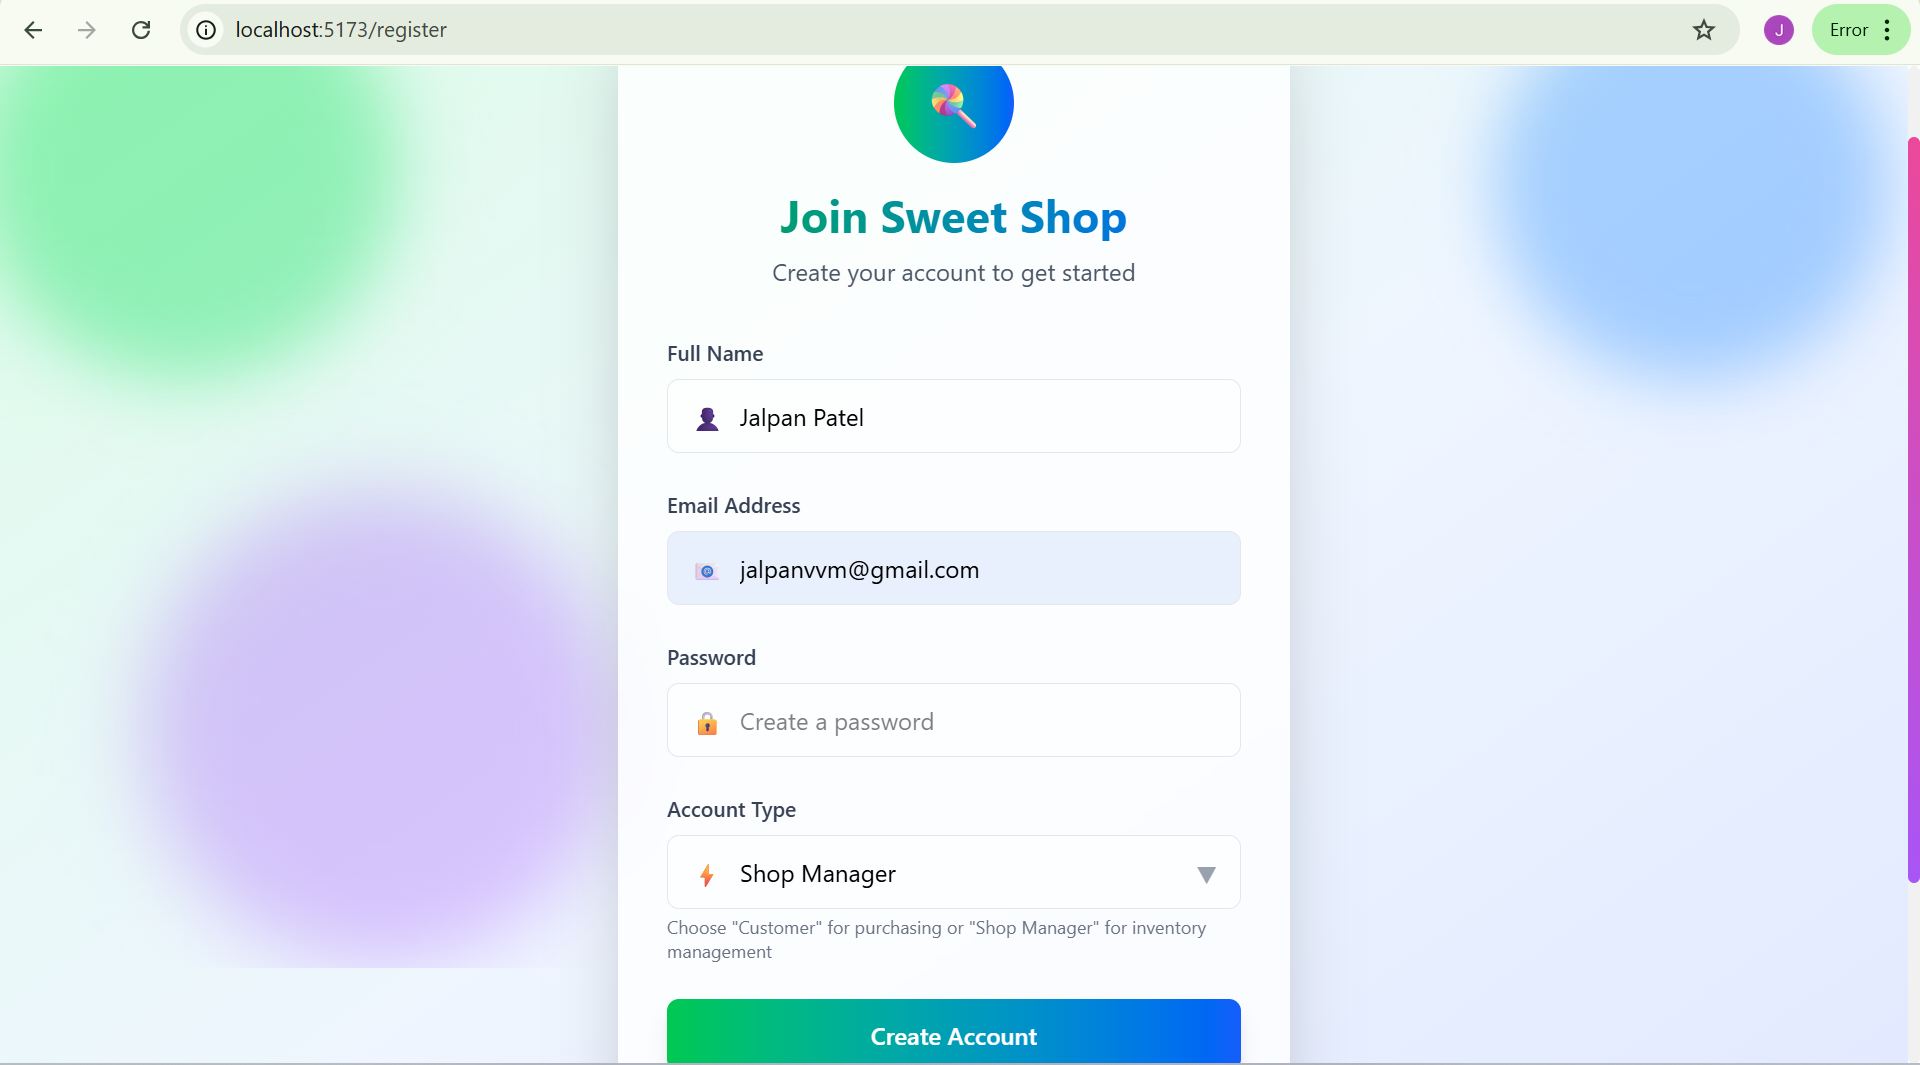 localhost:5173/register
J
Error
Join Sweet Shop
Create your account to get started
Full Name
Jalpan Patel
Email Address
jalpanvvm@gmail.com
Password
Create a password
Account Type
Shop Manager
Choose "Customer" for purchasing or "Shop Manager" for inventory
management
Create Account